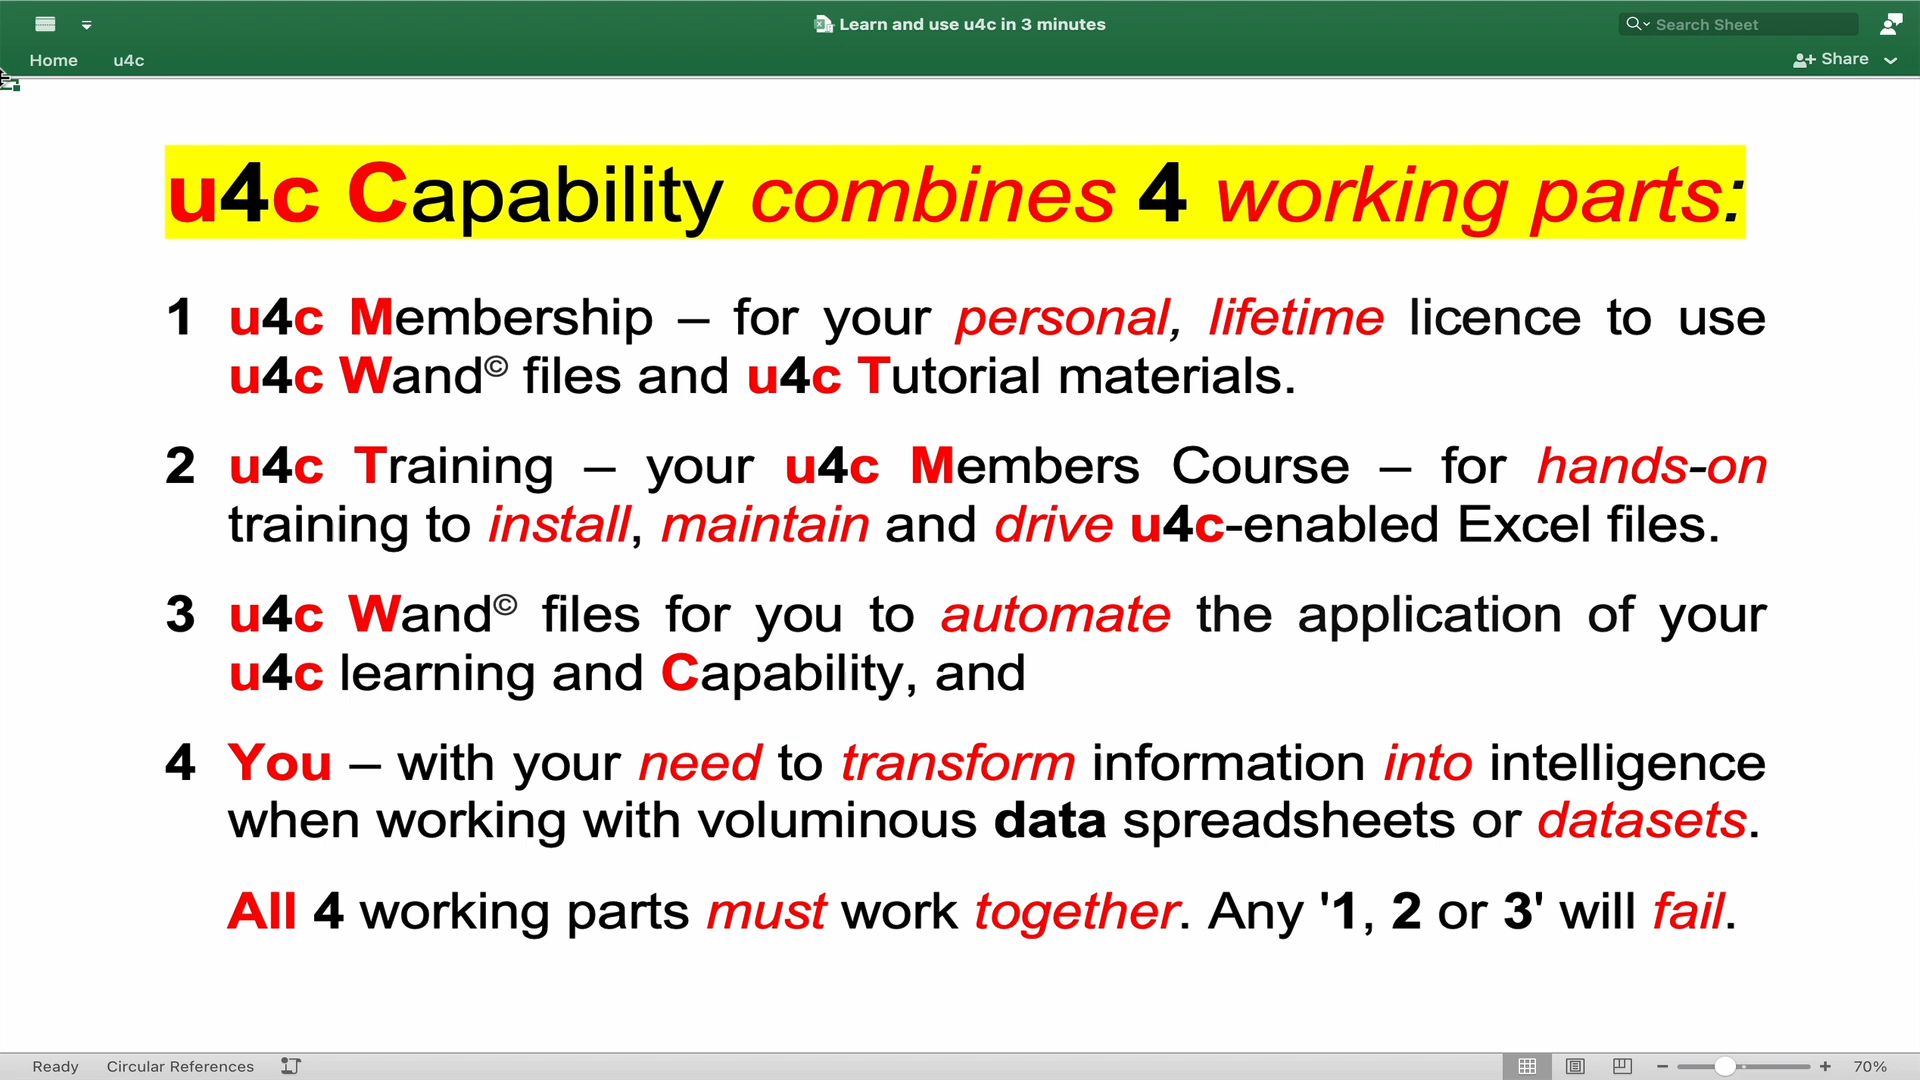 Learn and use u4c in 3 minutes
Search Sheet
Home u4c
Share
u4c Capability combines 4 working parts:
1 u4c Membership – for your personal, lifetime licence to use
u4c Wand© files and u4c Tutorial materials.
2 u4c Training – your u4c Members Course – for hands-on
training to install, maintain and drive u4c-enabled Excel files.
3 u4c Wand© files for you to automate the application of your
u4c learning and Capability, and
4 You – with your need to transform information into intelligence
when working with voluminous data spreadsheets or datasets.
All 4 working parts must work together. Any '1, 2 or 3' will fail.
Ready Circular References
70%